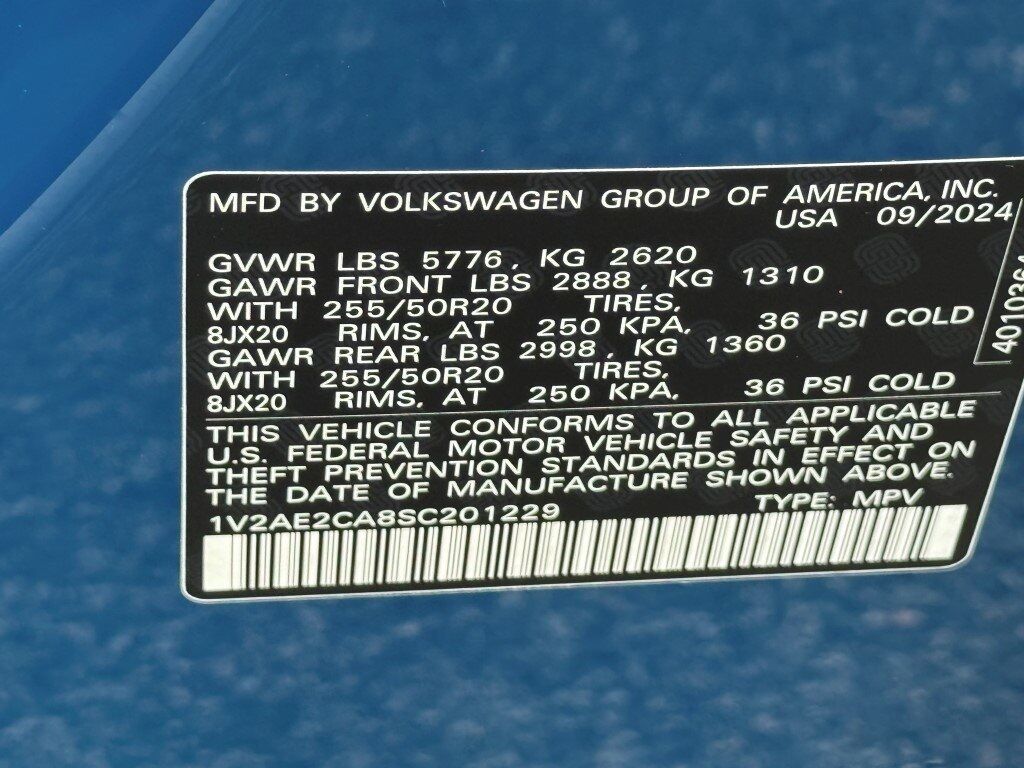 MFD BY VOLKSWAGEN GROUP OF AMERICA, INC.
USA 09/2024
GVWR LBS 5776, KG 2620
GAWR FRONT LBS 2888, KG 1310
WITH 255/50R20 TIRES,
8JX20 RIMS, AT 250 KPA, 36 PSI COLD
GAWR REAR LBS 2998, KG 1360
WITH 255/50R20 TIRES,
8JX20 RIMS, AT 250 KPA, 36 PSI COLD
THIS VEHICLE CONFORMS TO ALL APPLICABLE
U.S. FEDERAL MOTOR VEHICLE SAFETY AND
THEFT PREVENTION STANDARDS IN EFFECT ON
THE DATE OF MANUFACTURE SHOWN ABOVE.
1V2AE2CA8SC201229 TYPE: MPV